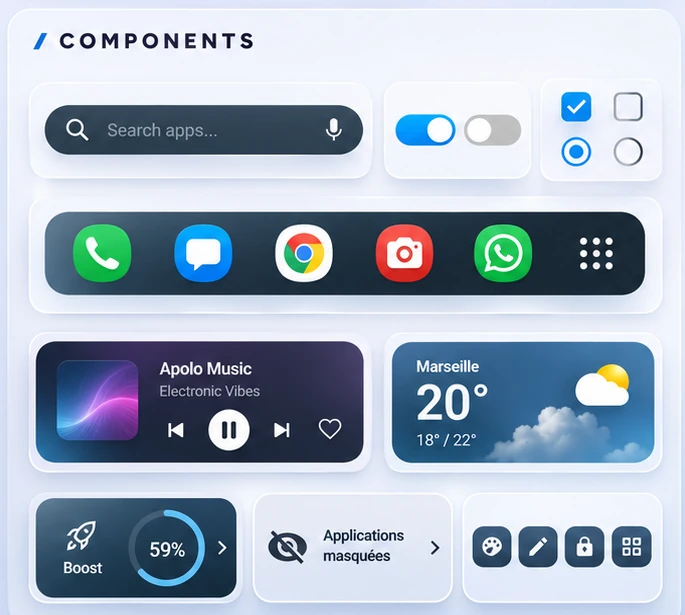 COMPONENTS
Search apps...
Apolo Music
Electronic Vibes
Marseille
20°
18° / 22°
Boost
59%
Applications
masquées